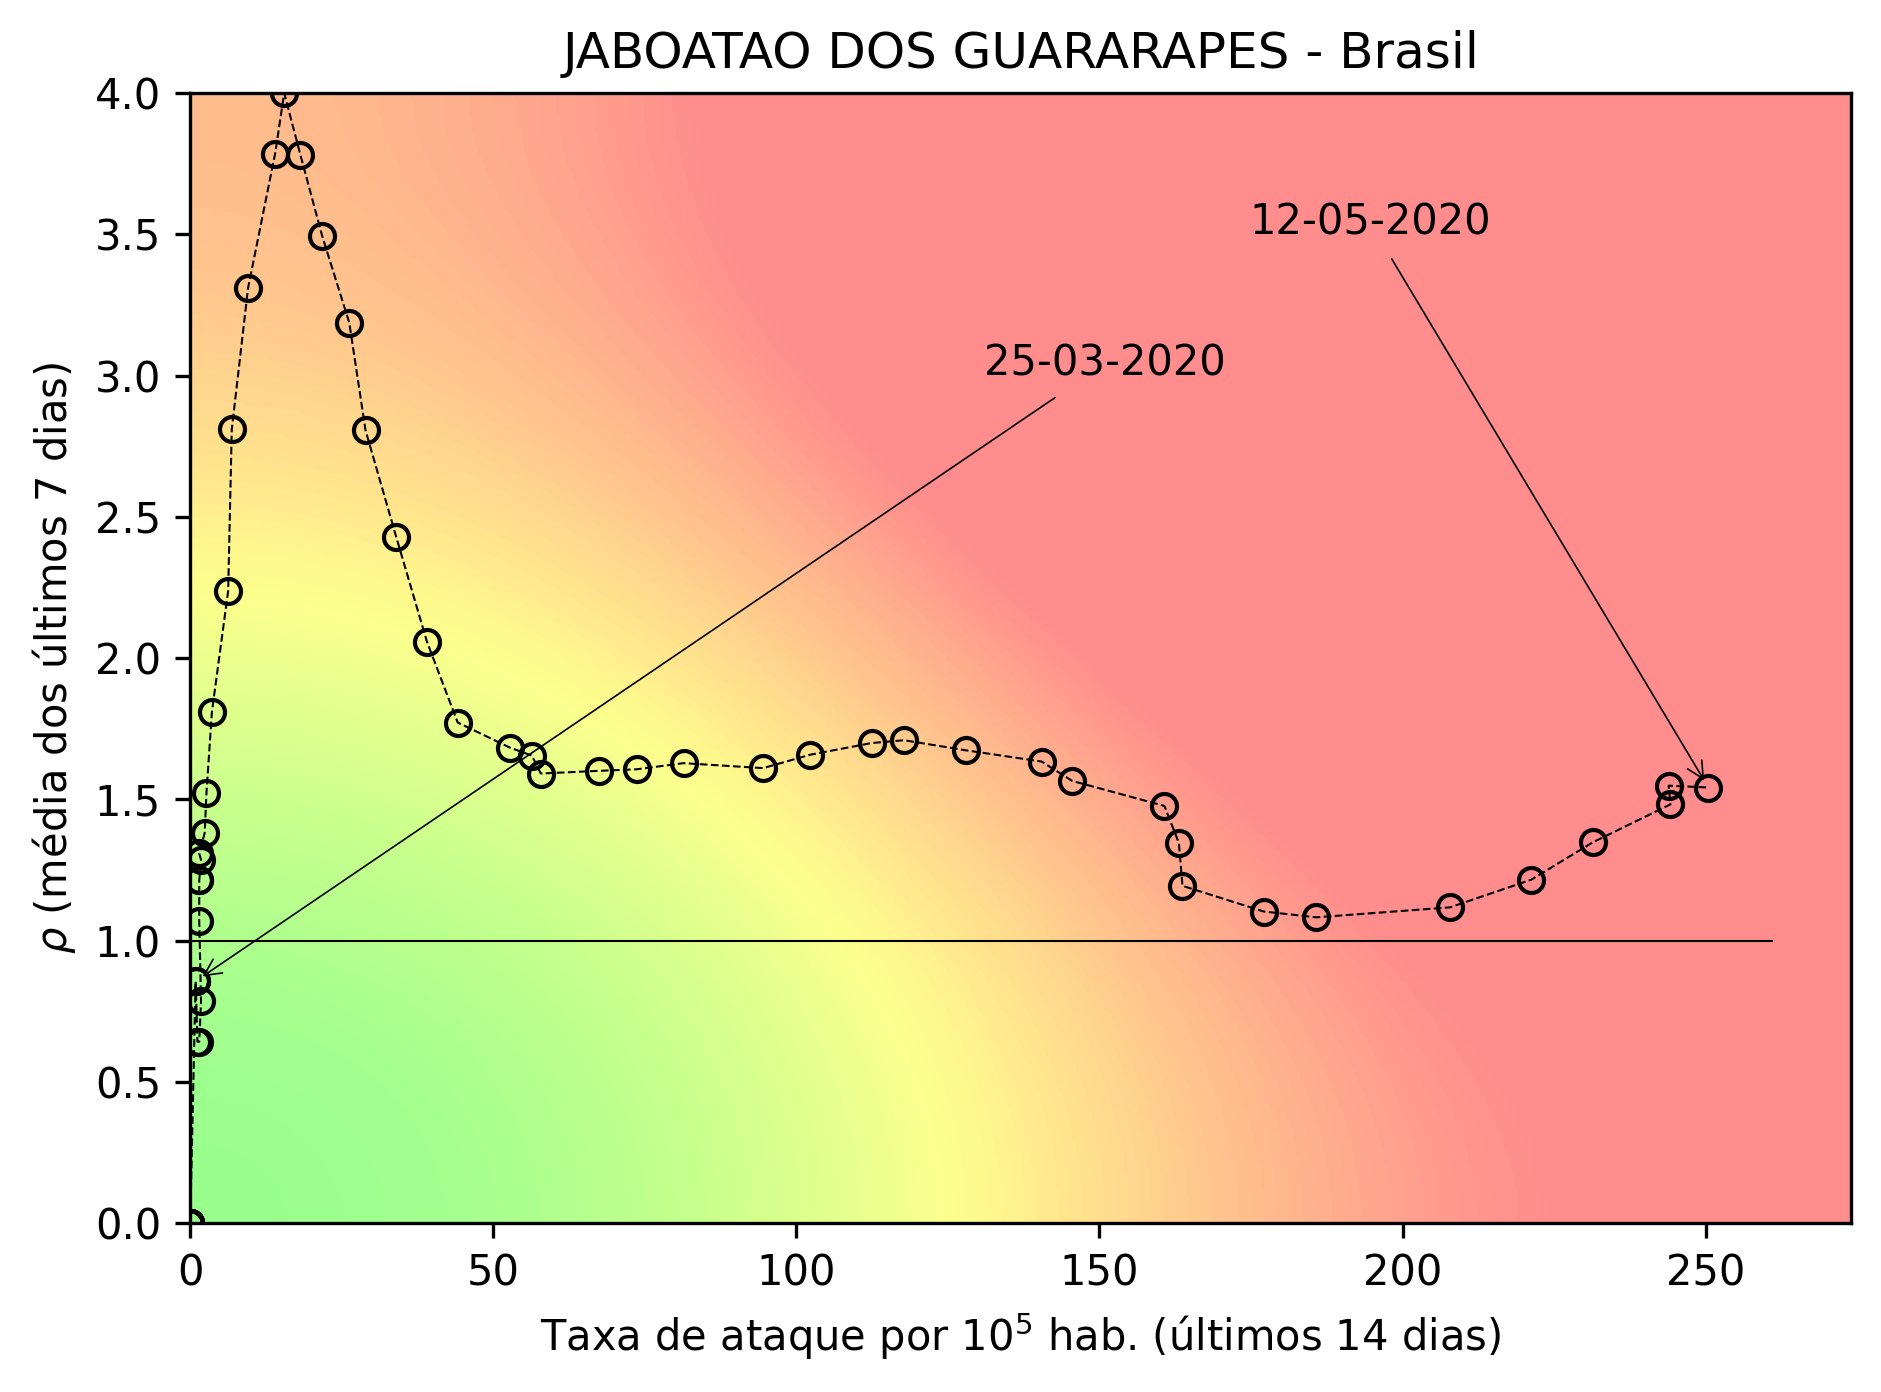 JABOATAO DOS GUARARAPES - Brasil
4.0
3.5
3.0
2.5
2.0
1.5
1.0
0.5
0.0
ρ (média dos últimos 7 dias)
12-05-2020
25-03-2020
0 50 100 150 200 250
Taxa de ataque por 10⁵ hab. (últimos 14 dias)